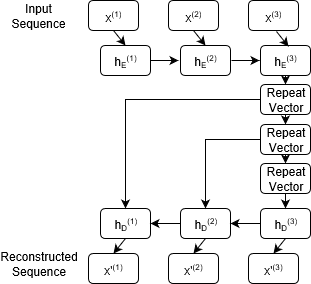 Input
Sequence
x⁽¹⁾ x⁽²⁾ x⁽³⁾
h_E⁽¹⁾ h_E⁽²⁾ h_E⁽³⁾
Repeat
Vector
Repeat
Vector
Repeat
Vector
h_D⁽¹⁾ h_D⁽²⁾ h_D⁽³⁾
Reconstructed
Sequence
x'⁽¹⁾ x'⁽²⁾ x'⁽³⁾